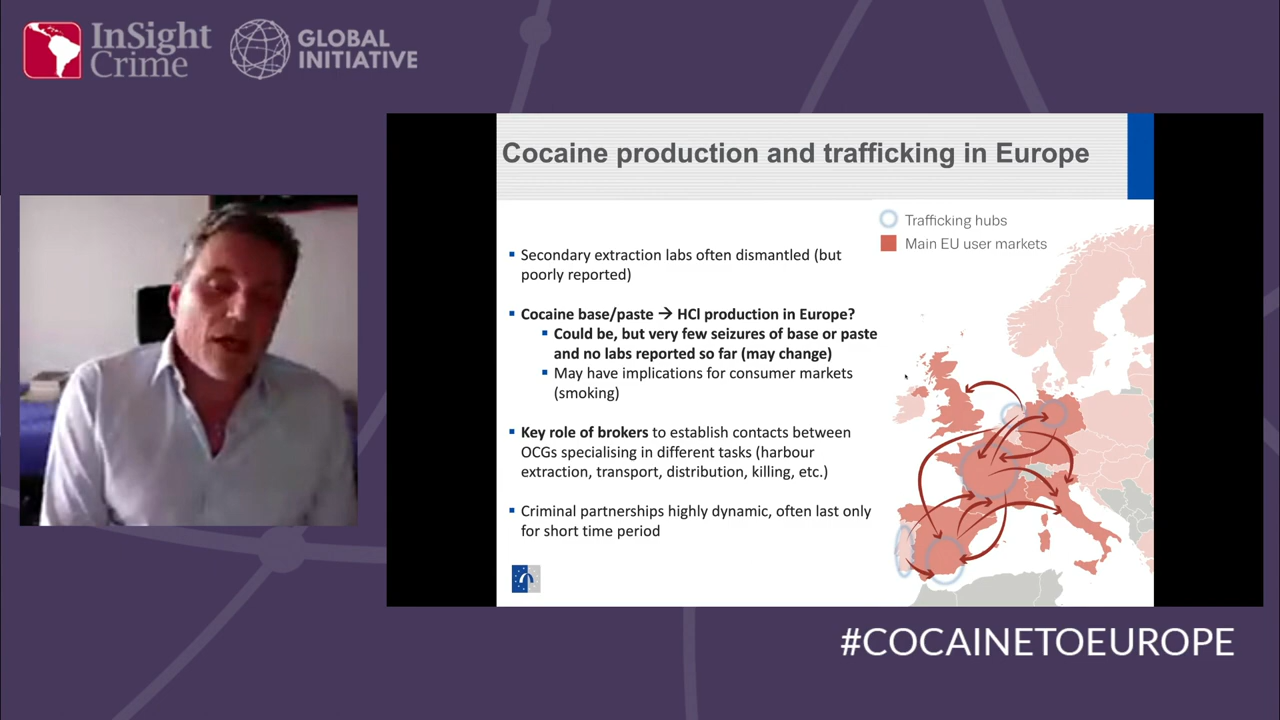 InSight
Crime
GLOBAL
INITIATIVE
Cocaine production and trafficking in Europe
Trafficking hubs
Main EU user markets
▪ Secondary extraction labs often dismantled (but
poorly reported)
▪ Cocaine base/paste → HCl production in Europe?
▪ Could be, but very few seizures of base or paste
and no labs reported so far (may change)
▪ May have implications for consumer markets
(smoking)
▪ Key role of brokers to establish contacts between
OCGs specialising in different tasks (harbour
extraction, transport, distribution, killing, etc.)
▪ Criminal partnerships highly dynamic, often last only
for short time period
#COCAINETOEUROPE